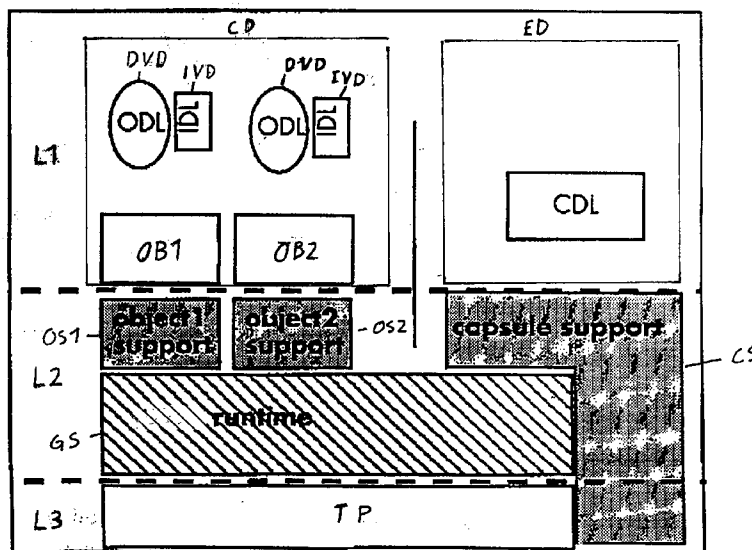 CD
ED
DVD
IVD
DVD
IVD
ODL
IDL
ODL
IDL
L1
CDL
OB1
OB2
OS1
object1
support
object2
support
OS2
capsule support
CS
L2
runtime
GS
L3
TP